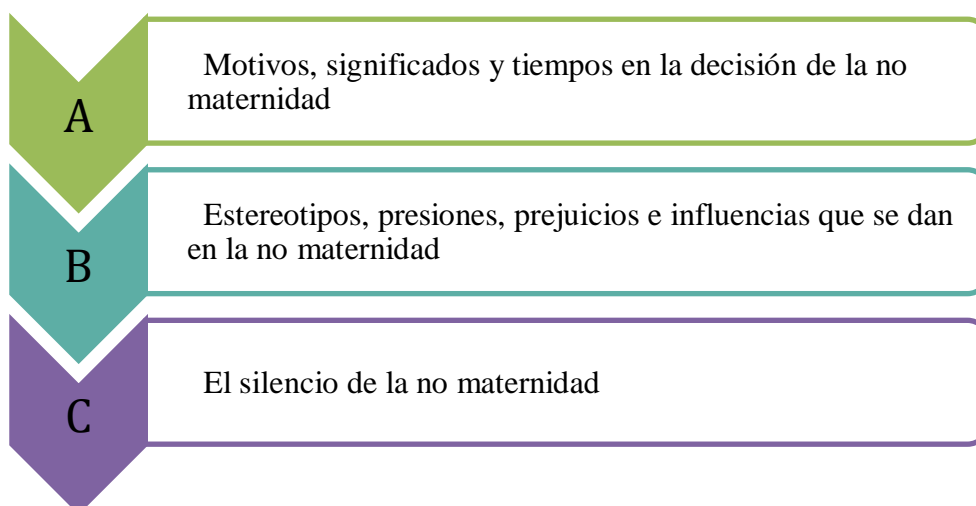 A
Motivos, significados y tiempos en la decisión de la no
maternidad
B
Estereotipos, presiones, prejuicios e influencias que se dan
en la no maternidad
C
El silencio de la no maternidad